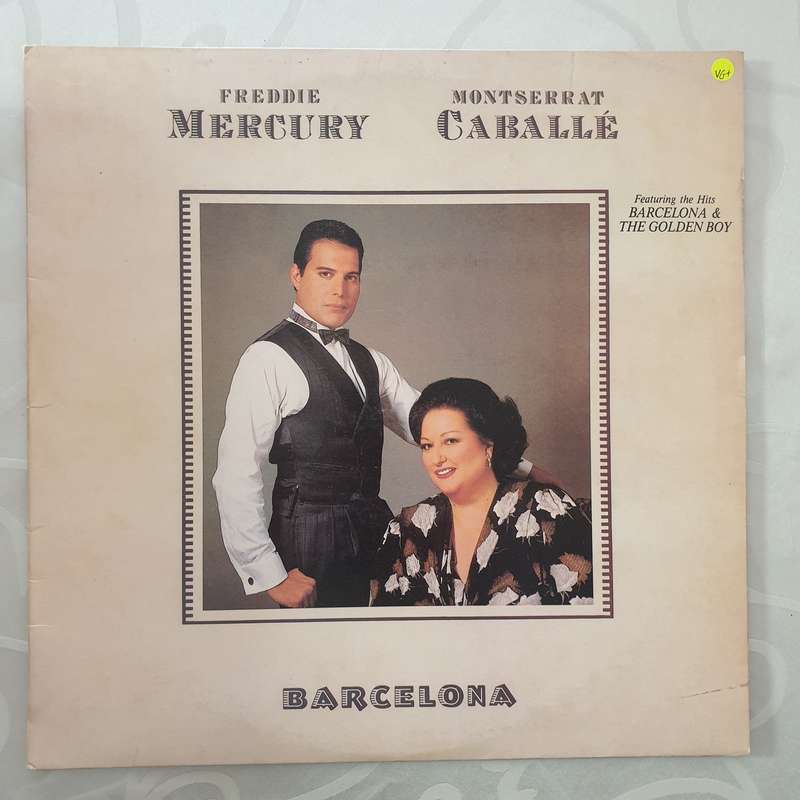 FREDDIE
MERCURY
MONTSERRAT
CABALLÉ
VG+
Featuring the Hits
BARCELONA &
THE GOLDEN BOY
BARCELONA